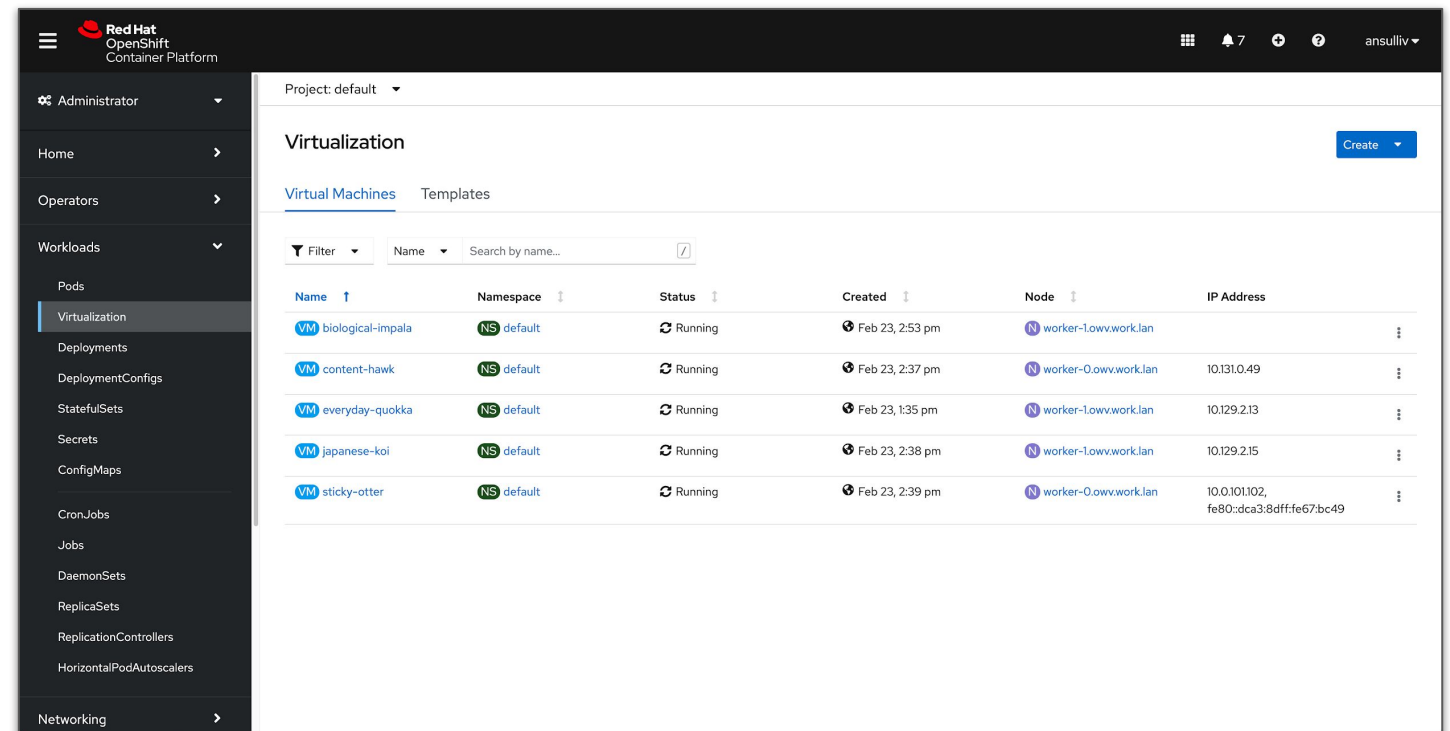 Red Hat
OpenShift
Container Platform
7
ansulliv
Administrator
Home
Operators
Workloads
Pods
Virtualization
Deployments
DeploymentConfigs
StatefulSets
Secrets
ConfigMaps
CronJobs
Jobs
DaemonSets
ReplicaSets
ReplicationControllers
HorizontalPodAutoscalers
Networking
Project: default
Virtualization
Create
Virtual Machines Templates
Filter Name Search by name... /
Name Namespace Status Created Node IP Address
VM biological-impala NS default Running Feb 23, 2:53 pm N worker-1.owv.work.lan
VM content-hawk NS default Running Feb 23, 2:37 pm N worker-0.owv.work.lan 10.131.0.49
VM everyday-quokka NS default Running Feb 23, 1:35 pm N worker-1.owv.work.lan 10.129.2.13
VM japanese-koi NS default Running Feb 23, 2:38 pm N worker-1.owv.work.lan 10.129.2.15
VM sticky-otter NS default Running Feb 23, 2:39 pm N worker-0.owv.work.lan 10.0.101.102,
fe80::dca3:8dff:fe67:bc49